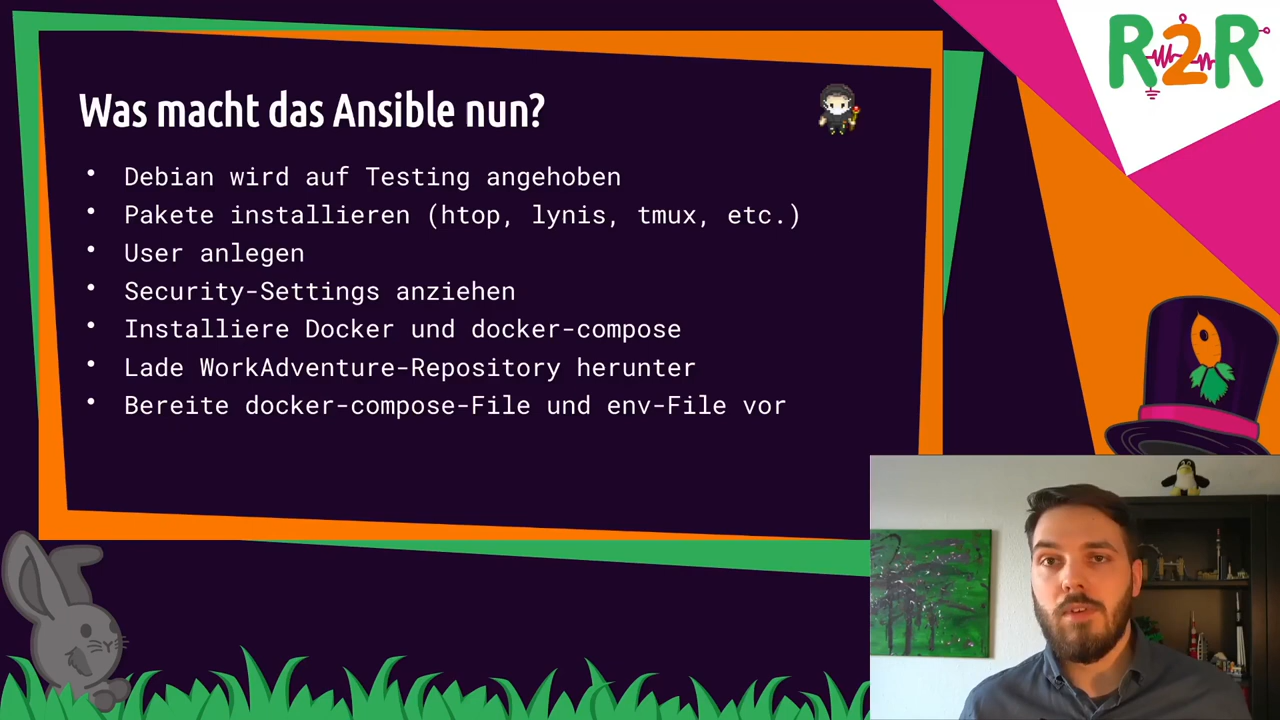 R2R
Was macht das Ansible nun?
• Debian wird auf Testing angehoben
• Pakete installieren (htop, lynis, tmux, etc.)
• User anlegen
• Security-Settings anziehen
• Installiere Docker und docker-compose
• Lade WorkAdventure-Repository herunter
• Bereite docker-compose-File und env-File vor